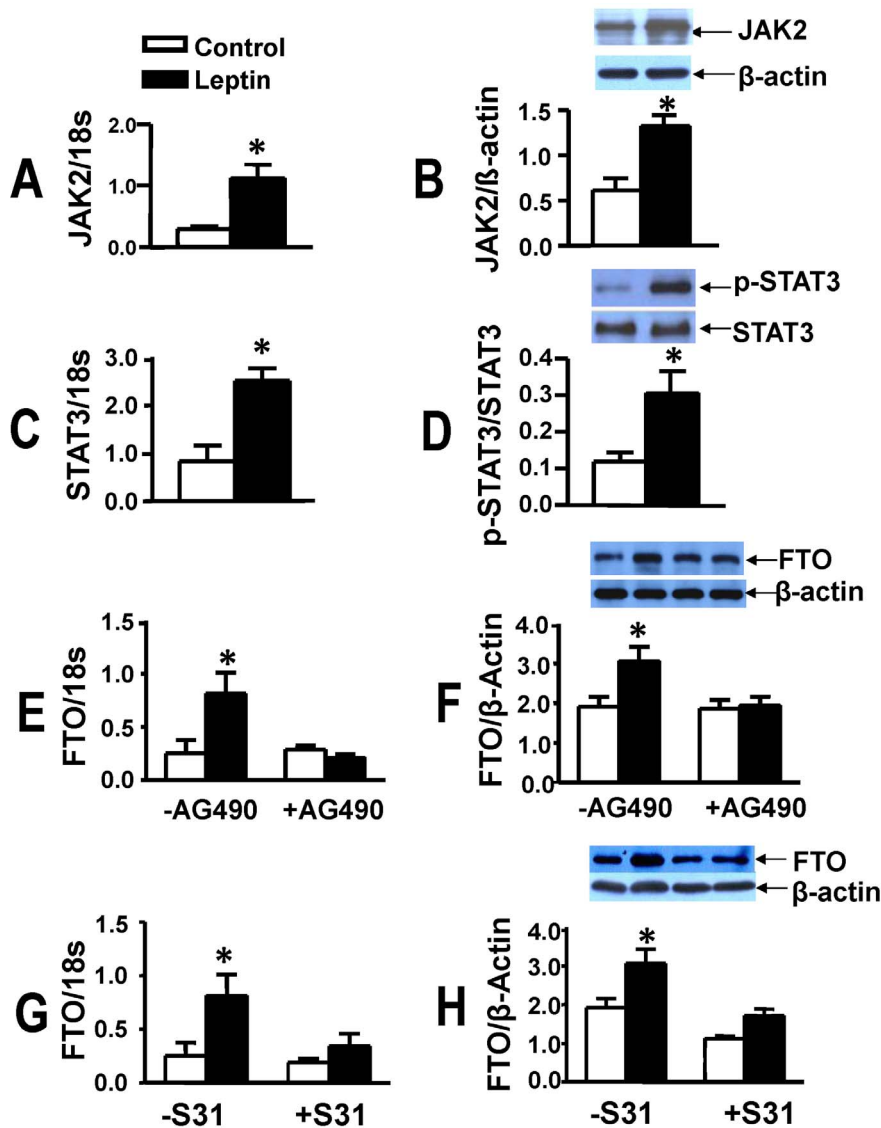 Control
Leptin
A
JAK2/18s
2.0
1.0
0.0
*
B
JAK2
β-actin
JAK2/ß-actin
1.5
1.0
0.5
0.0
*
C
STAT3/18s
3.0
2.0
1.0
0.0
*
D
p-STAT3
STAT3
p-STAT3/STAT3
0.4
0.3
0.2
0.1
0.0
*
E
FTO/18s
1.5
1.0
0.5
0.0
*
-AG490 +AG490
F
FTO
β-actin
FTO/β-Actin
4.0
3.0
2.0
1.0
0.0
*
-AG490 +AG490
G
FTO/18s
1.5
1.0
0.5
0.0
*
-S31 +S31
H
FTO
β-actin
FTO/β-Actin
4.0
3.0
2.0
1.0
0.0
*
-S31 +S31